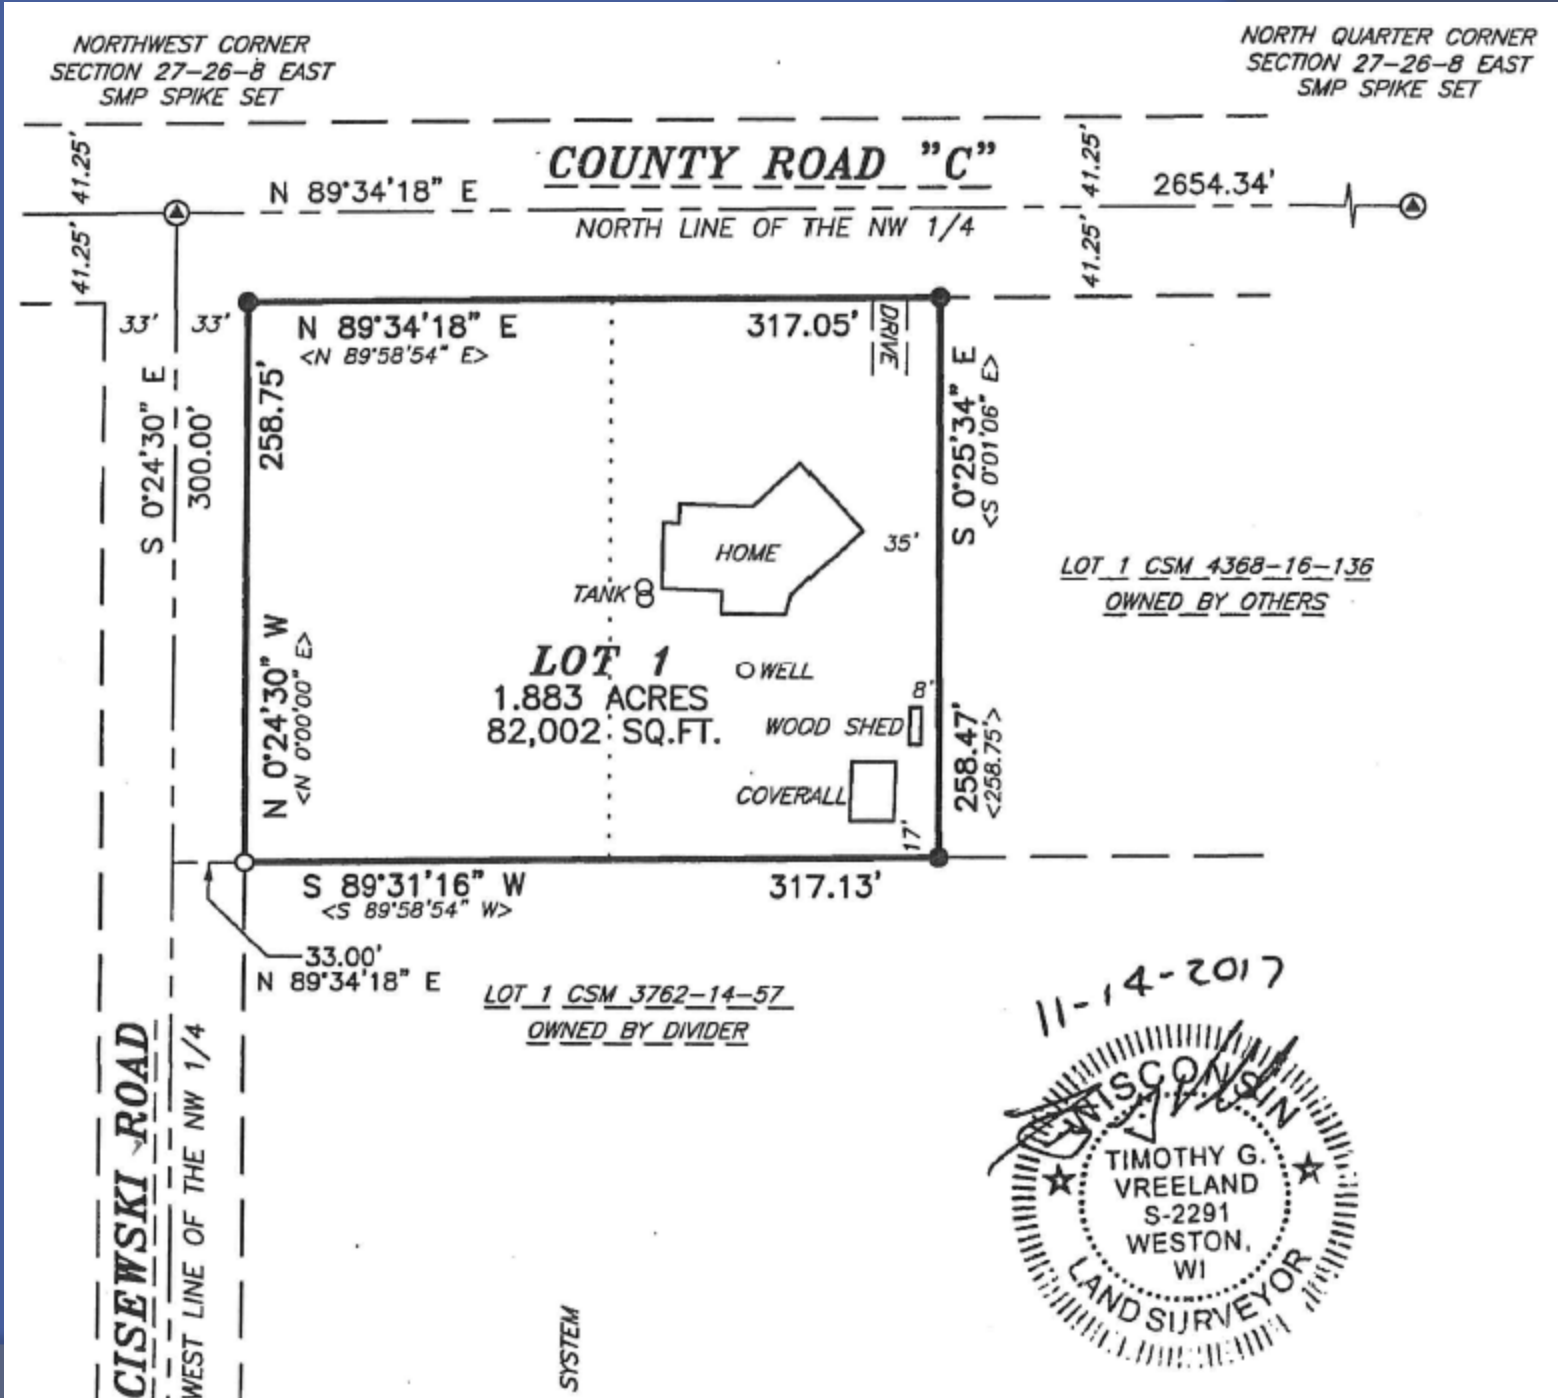 NORTHWEST CORNER
SECTION 27-26-8 EAST
SMP SPIKE SET
NORTH QUARTER CORNER
SECTION 27-26-8 EAST
SMP SPIKE SET
41.25'
41.25'
COUNTY ROAD "C"
N 89°34'18" E
2654.34'
NORTH LINE OF THE NW 1/4
41.25'
41.25'
33'
33'
N 89°34'18" E
<N 89°58'54" E>
317.05'
DRIVE
S 0°24'30" E
300.00'
258.75'
S 0°25'34" E
<S 0°01'06" E>
HOME
35'
TANK
LOT 1 CSM 4368-16-136
OWNED BY OTHERS
N 0°24'30" W
<N 0°00'00" E>
LOT 1
1.883 ACRES
82,002 SQ.FT.
WELL
8'
WOOD SHED
COVERALL
17'
258.47'
<258.75'>
S 89°31'16" W
<S 89°58'54" W>
317.13'
33.00'
N 89°34'18" E
LOT 1 CSM 3762-14-57
OWNED BY DIVIDER
CISEWSKI ROAD
WEST LINE OF THE NW 1/4
SYSTEM
11-14-2017
WISCONSIN
TIMOTHY G.
VREELAND
S-2291
WESTON,
WI
LAND SURVEYOR